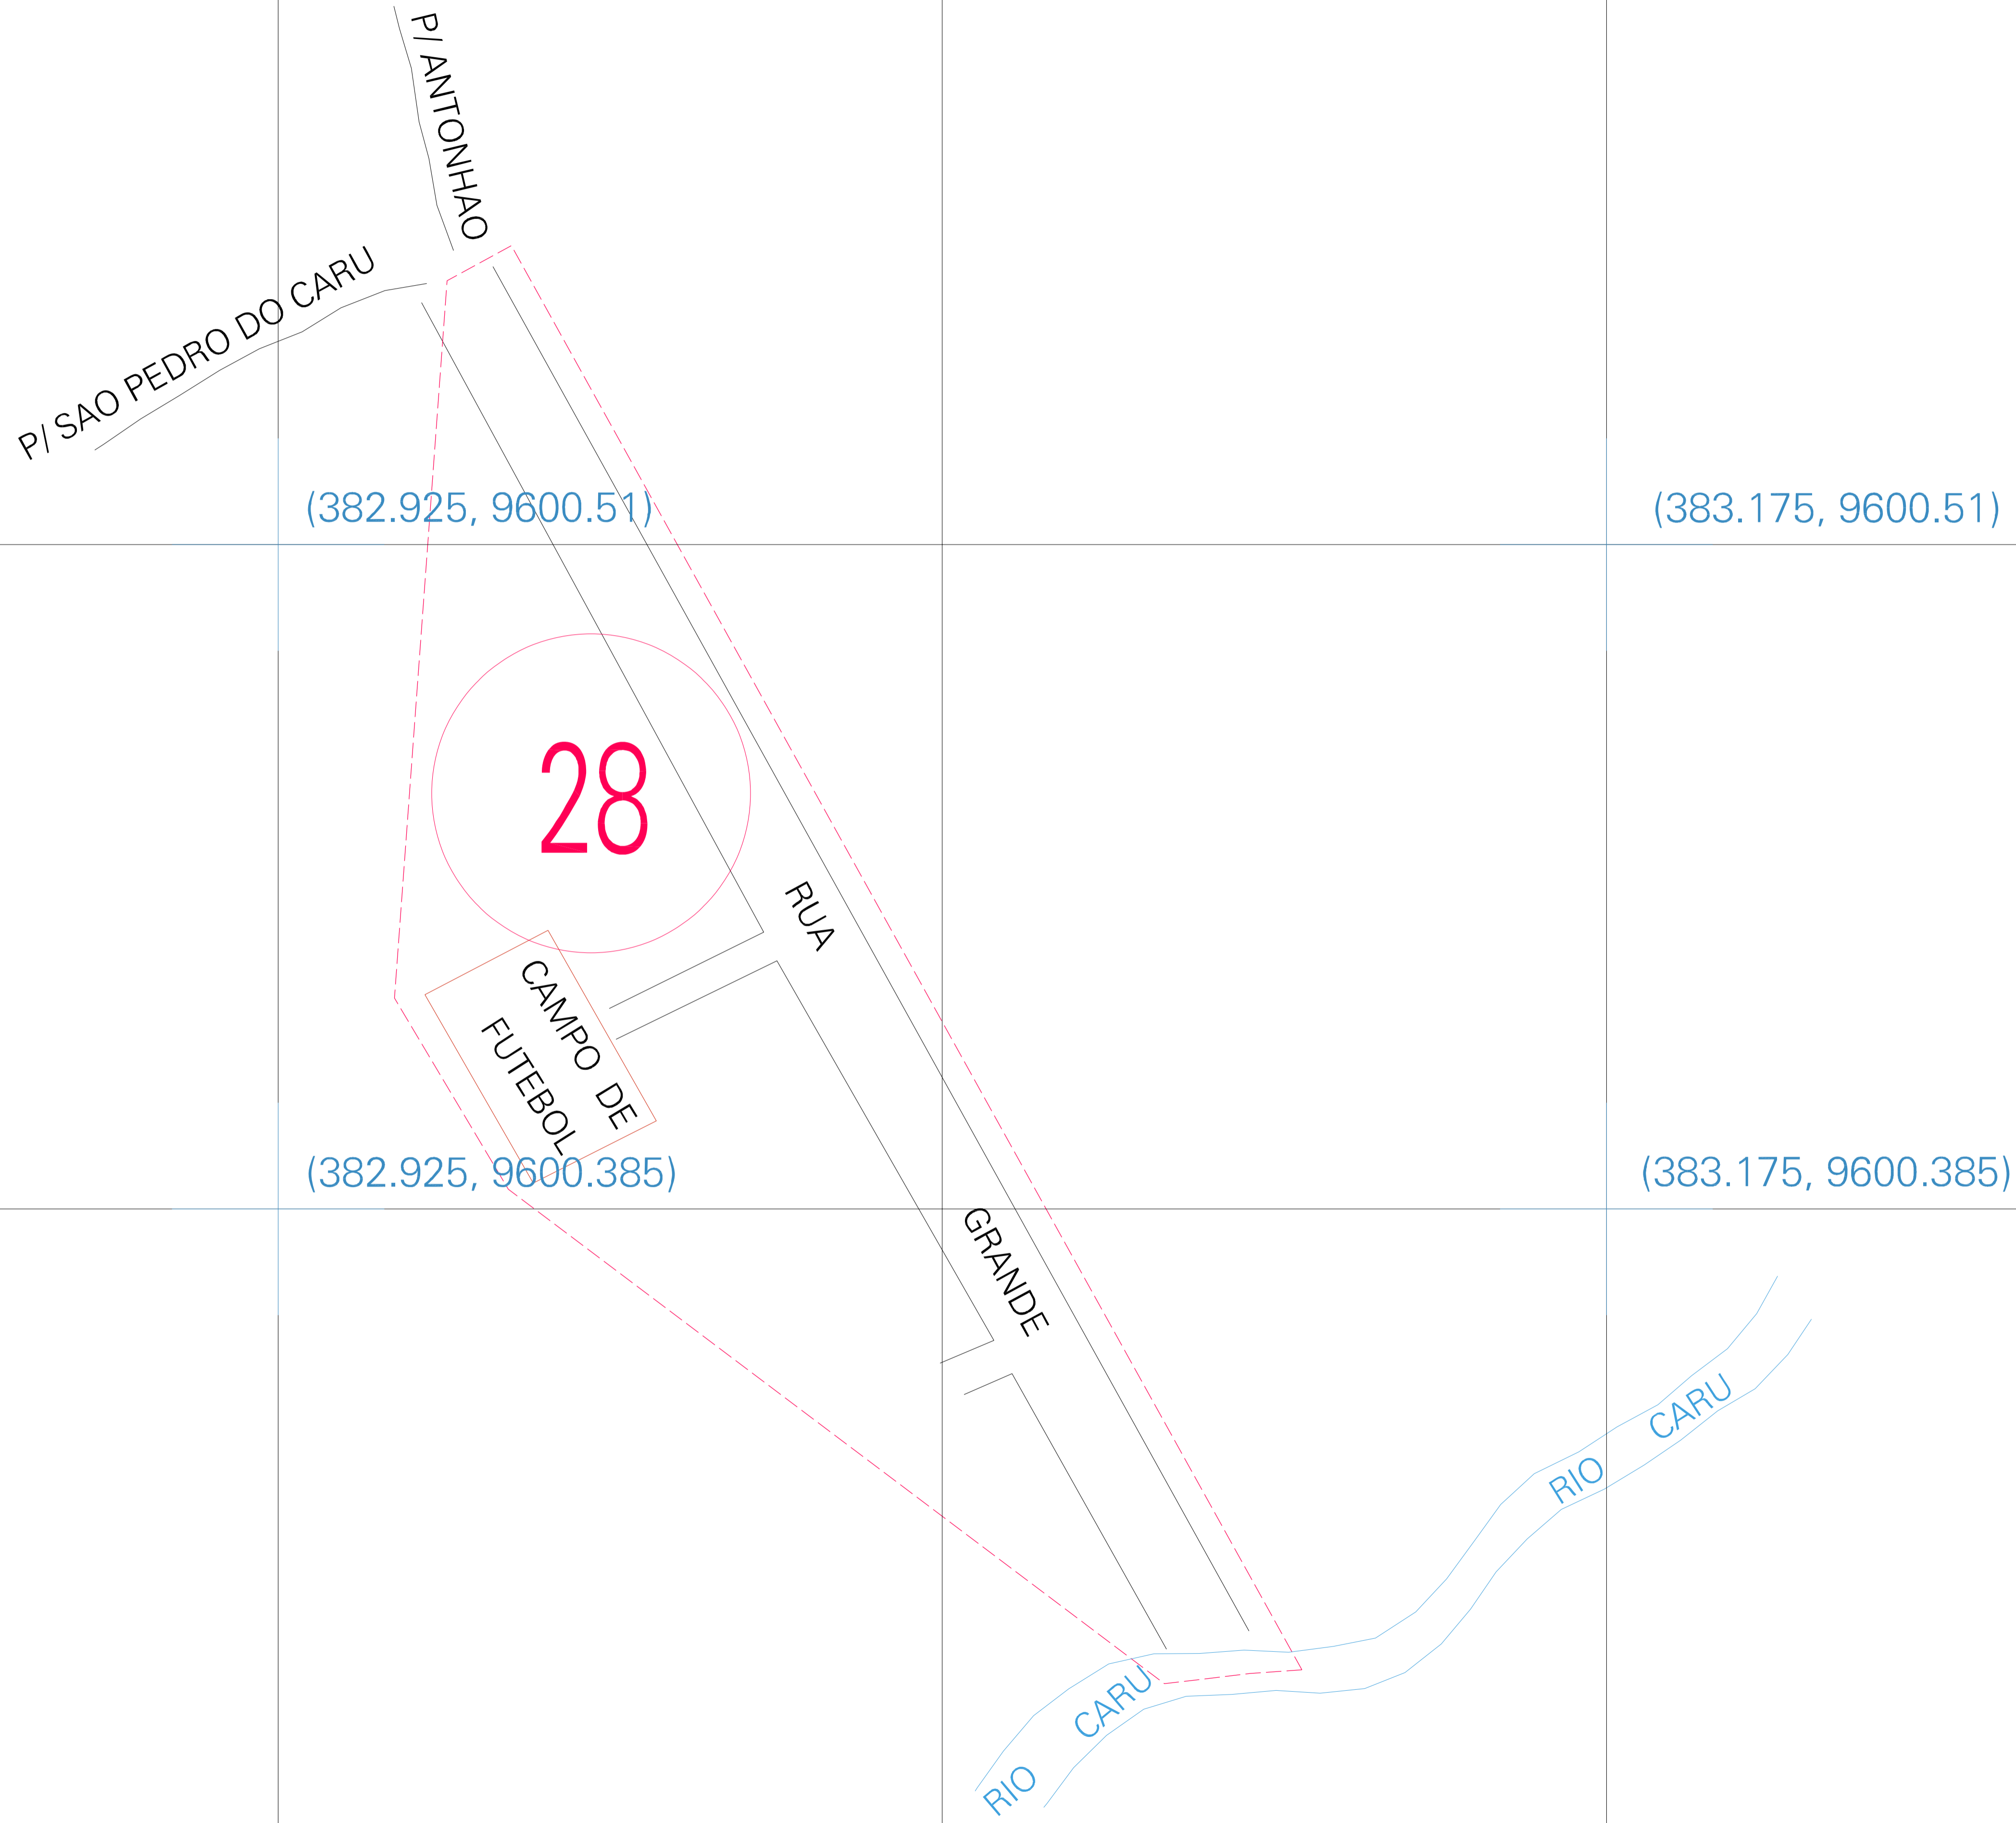 P/ ANTONHAO
P/ SAO PEDRO DO CARU
(382.925, 9600.51)
(383.175, 9600.51)
28
RUA
GRANDE
CAMPO DE
FUTEBOL
(382.925, 9600.385)
(383.175, 9600.385)
RIO CARU
RIO CARU